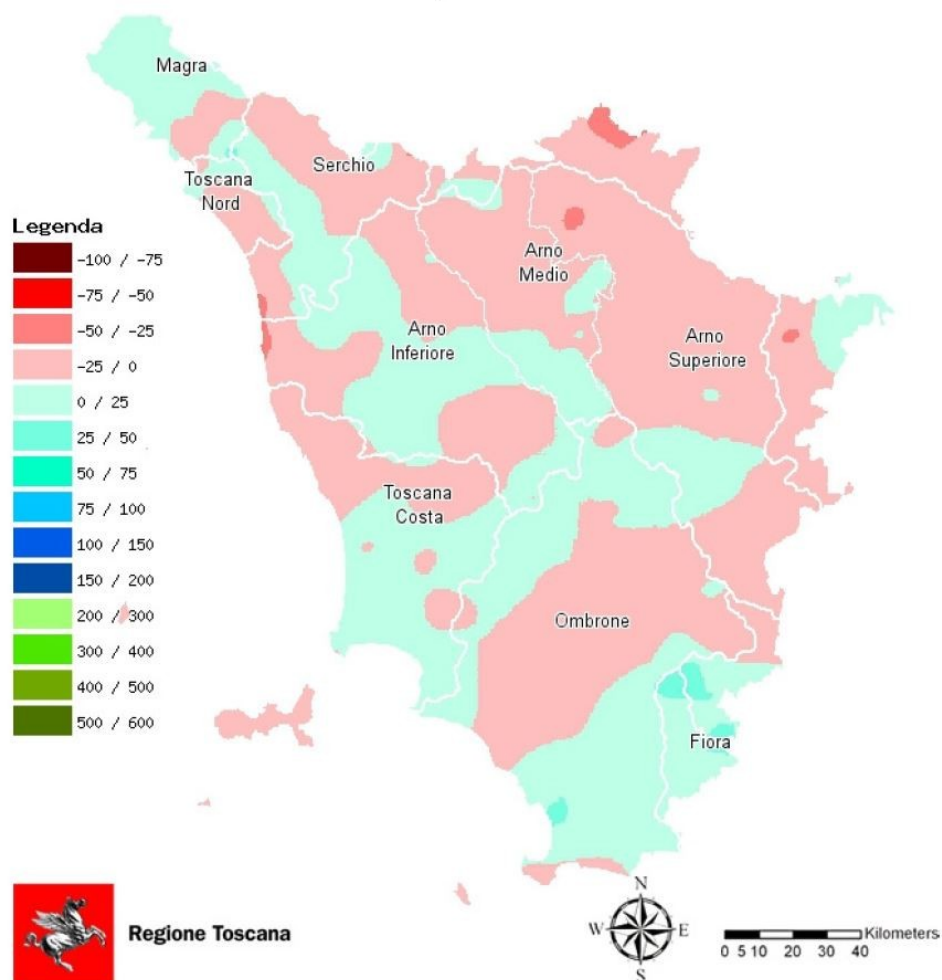 Magra
Serchio
Toscana
Nord
Legenda
-100 / -75
-75 / -50
-50 / -25
-25 / 0
0 / 25
25 / 50
50 / 75
75 / 100
100 / 150
150 / 200
200 / 300
300 / 400
400 / 500
500 / 600
Arno
Medio
Arno
Inferiore
Arno
Superiore
Toscana
Costa
Ombrone
Fiora
Regione Toscana
N
W E
S
Kilometers
0 5 10 20 30 40